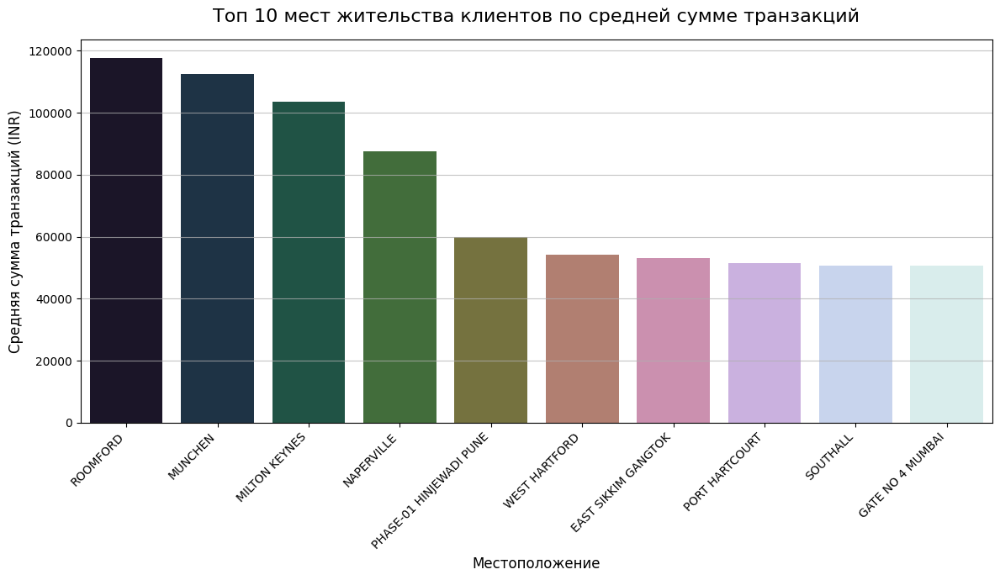 Топ 10 мест жительства клиентов по средней сумме транзакций
Средняя сумма транзакций (INR)
120000
100000
80000
60000
40000
20000
0
ROOMFORD
MUNCHEN
MILTON KEYNES
NAPERVILLE
PHASE-01 HINJEWADI PUNE
WEST HARTFORD
EAST SIKKIM GANGTOK
PORT HARTCOURT
SOUTHALL
GATE NO 4 MUMBAI
Местоположение